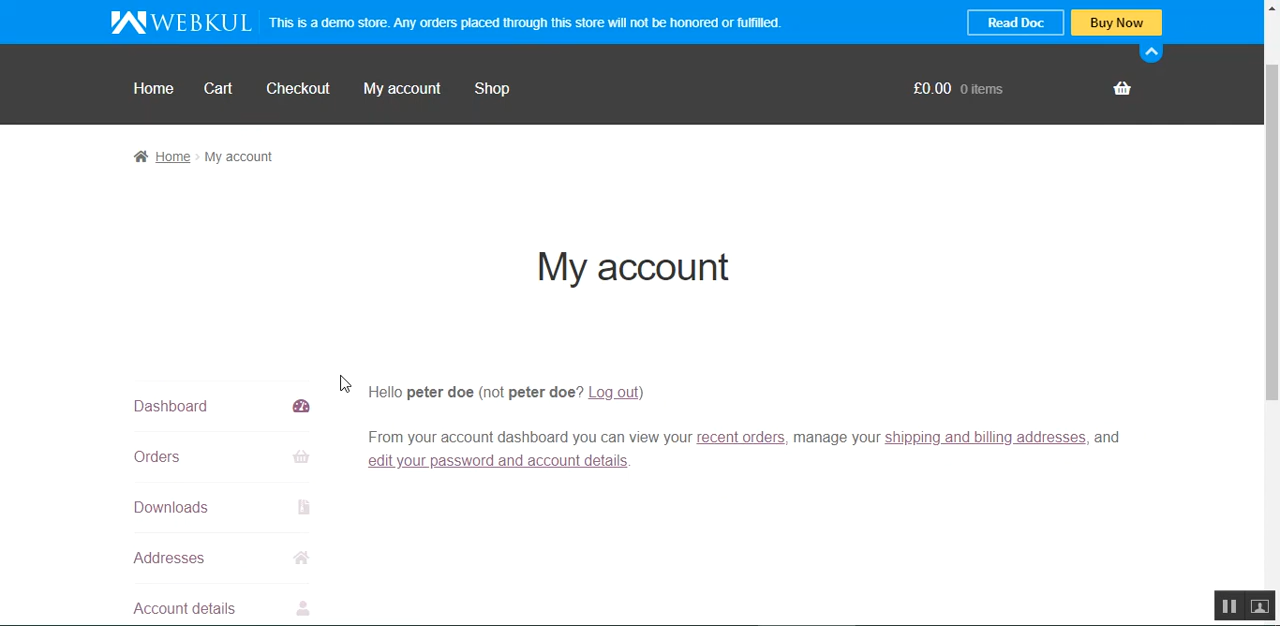 WEBKUL This is a demo store. Any orders placed through this store will not be honored or fulfilled. Read Doc Buy Now
Home Cart Checkout My account Shop £0.00 0 items
Home › My account
My account
Hello peter doe (not peter doe? Log out)
Dashboard
From your account dashboard you can view your recent orders, manage your shipping and billing addresses, and
edit your password and account details.
Orders
Downloads
Addresses
Account details